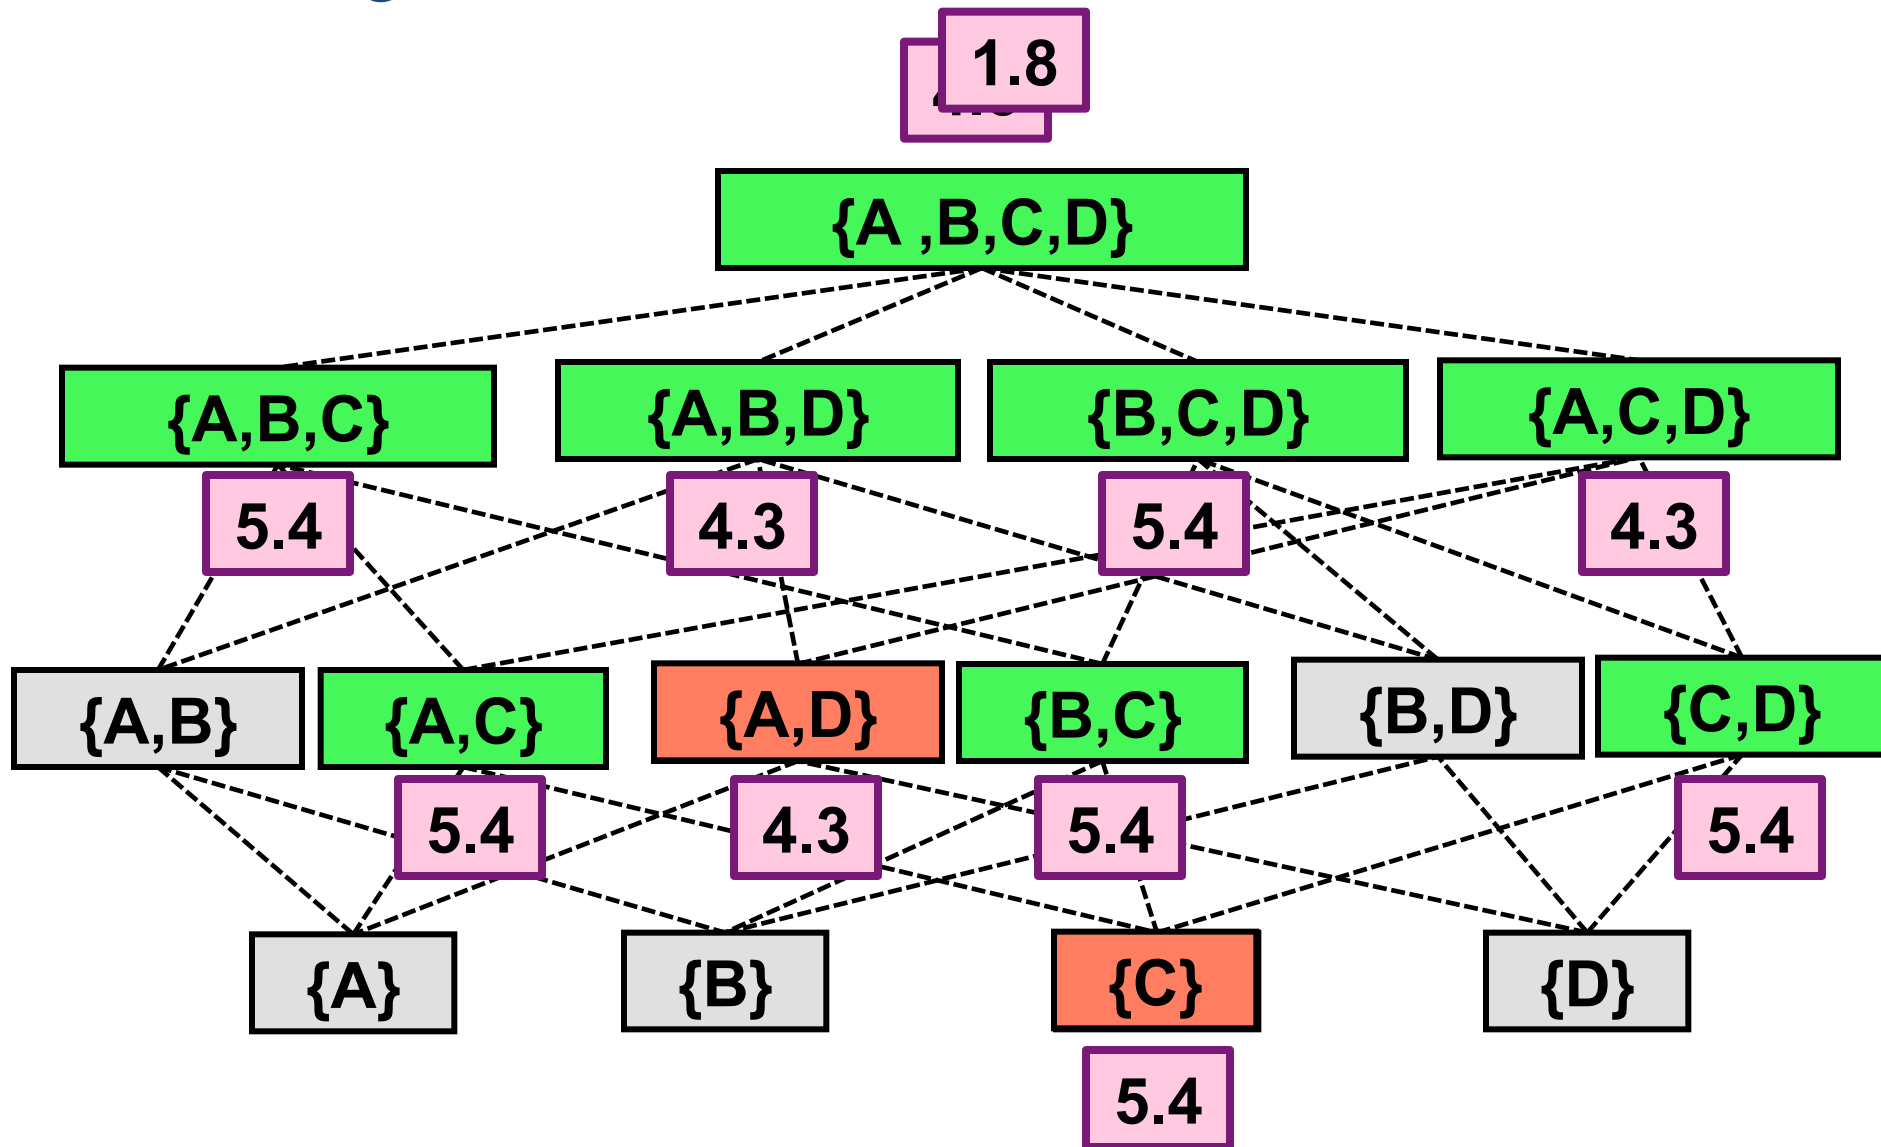 1.8
{A ,B,C,D}
{A,B,C} {A,B,D} {B,C,D} {A,C,D}
5.4 4.3 5.4 4.3
{A,B} {A,C} {A,D} {B,C} {B,D} {C,D}
5.4 4.3 5.4 5.4
{A} {B} {C} {D}
5.4